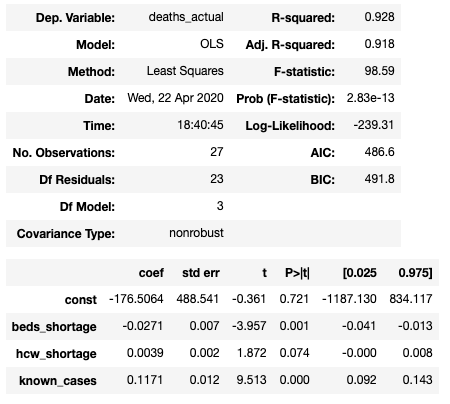 Dep. Variable: deaths_actual R-squared: 0.928
Model: OLS Adj. R-squared: 0.918
Method: Least Squares F-statistic: 98.59
Date: Wed, 22 Apr 2020 Prob (F-statistic): 2.83e-13
Time: 18:40:45 Log-Likelihood: -239.31
No. Observations: 27 AIC: 486.6
Df Residuals: 23 BIC: 491.8
Df Model: 3
Covariance Type: nonrobust
coef std err t P>|t| [0.025 0.975]
const -176.5064 488.541 -0.361 0.721 -1187.130 834.117
beds_shortage -0.0271 0.007 -3.957 0.001 -0.041 -0.013
hcw_shortage 0.0039 0.002 1.872 0.074 -0.000 0.008
known_cases 0.1171 0.012 9.513 0.000 0.092 0.143